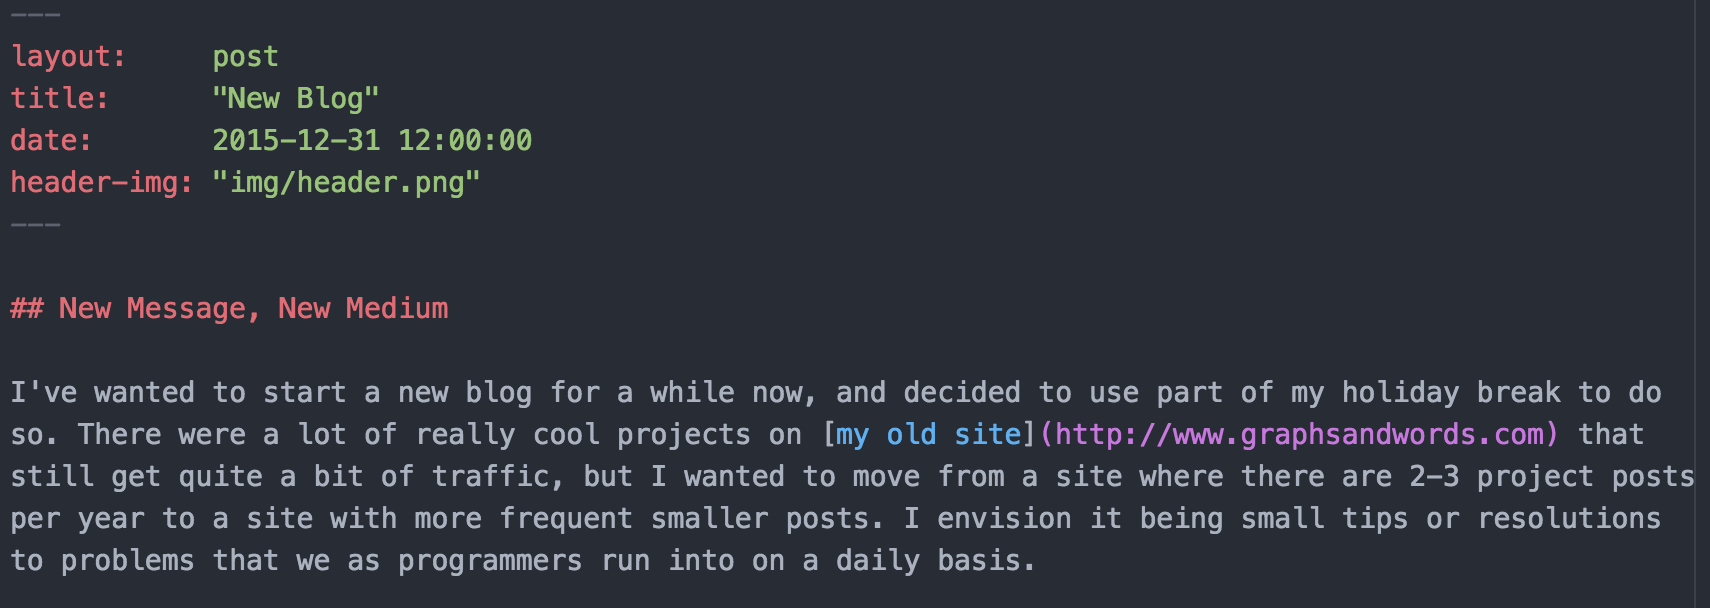 ---
layout:     post
title:      "New Blog"
date:       2015-12-31 12:00:00
header-img: "img/header.png"
---
## New Message, New Medium
I've wanted to start a new blog for a while now, and decided to use part of my holiday break to do
so. There were a lot of really cool projects on [my old site](http://www.graphsandwords.com) that
still get quite a bit of traffic, but I wanted to move from a site where there are 2-3 project posts
per year to a site with more frequent smaller posts. I envision it being small tips or resolutions
to problems that we as programmers run into on a daily basis.